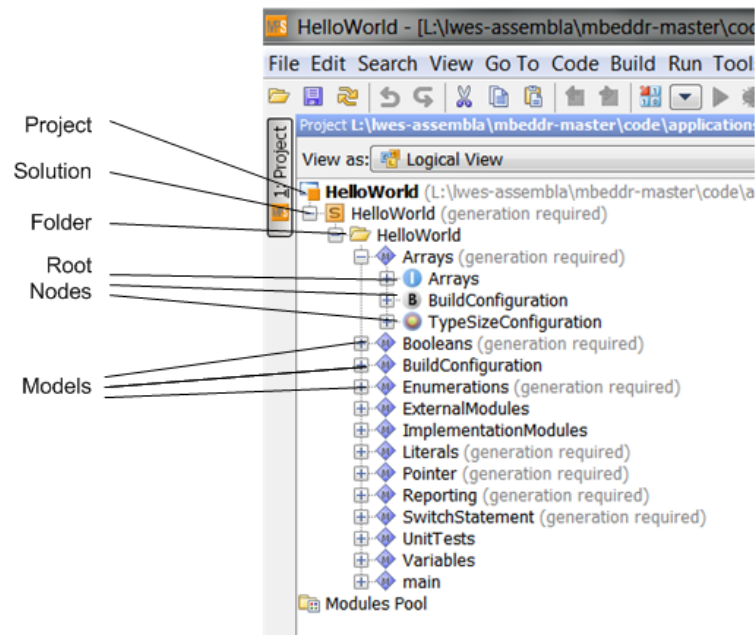 HelloWorld - [L:\lwes-assembla\mbeddr-master\cod
File Edit Search View Go To Code Build Run Tool
Project L:\lwes-assembla\mbeddr-master\code\application
1: Project
View as: Logical View
Project
HelloWorld (L:\lwes-assembla\mbeddr-master\code\a
Solution
S HelloWorld (generation required)
Folder
HelloWorld
M Arrays (generation required)
Root
Nodes
I Arrays
B BuildConfiguration
TypeSizeConfiguration
Models
M Booleans (generation required)
M BuildConfiguration
M Enumerations (generation required)
M ExternalModules
M ImplementationModules
M Literals (generation required)
M Pointer (generation required)
M Reporting (generation required)
M SwitchStatement (generation required)
M UnitTests
M Variables
M main
Modules Pool